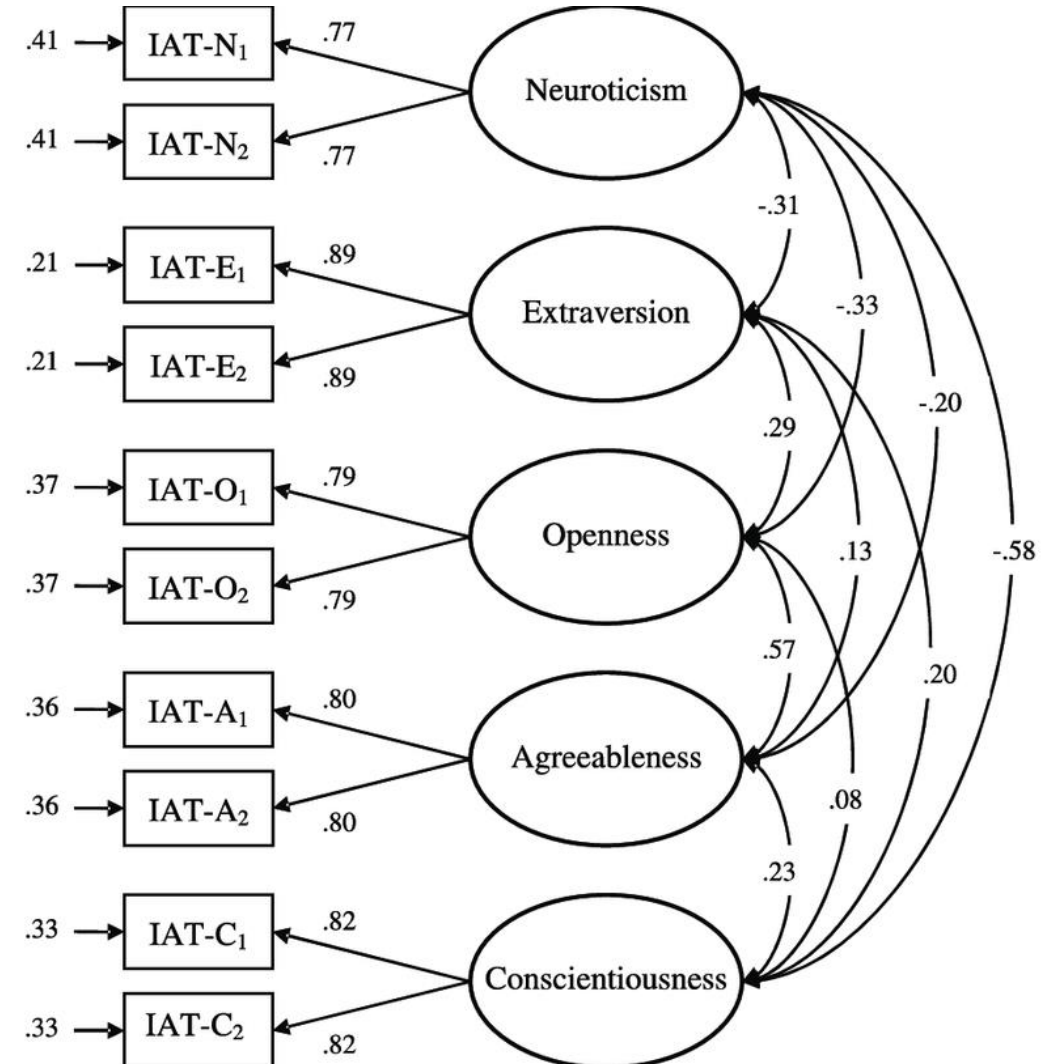 .41 IAT-N₁ .77
Neuroticism
.41 IAT-N₂ .77
-.31
.21 IAT-E₁ .89
Extraversion
-.33
.21 IAT-E₂ .89
-.20
.29
.37 IAT-O₁ .79
Openness
.13
-.58
.37 IAT-O₂ .79
.57
.20
.36 IAT-A₁ .80
Agreeableness
.36 IAT-A₂ .80
.08
.23
.33 IAT-C₁ .82
Conscientiousness
.33 IAT-C₂ .82